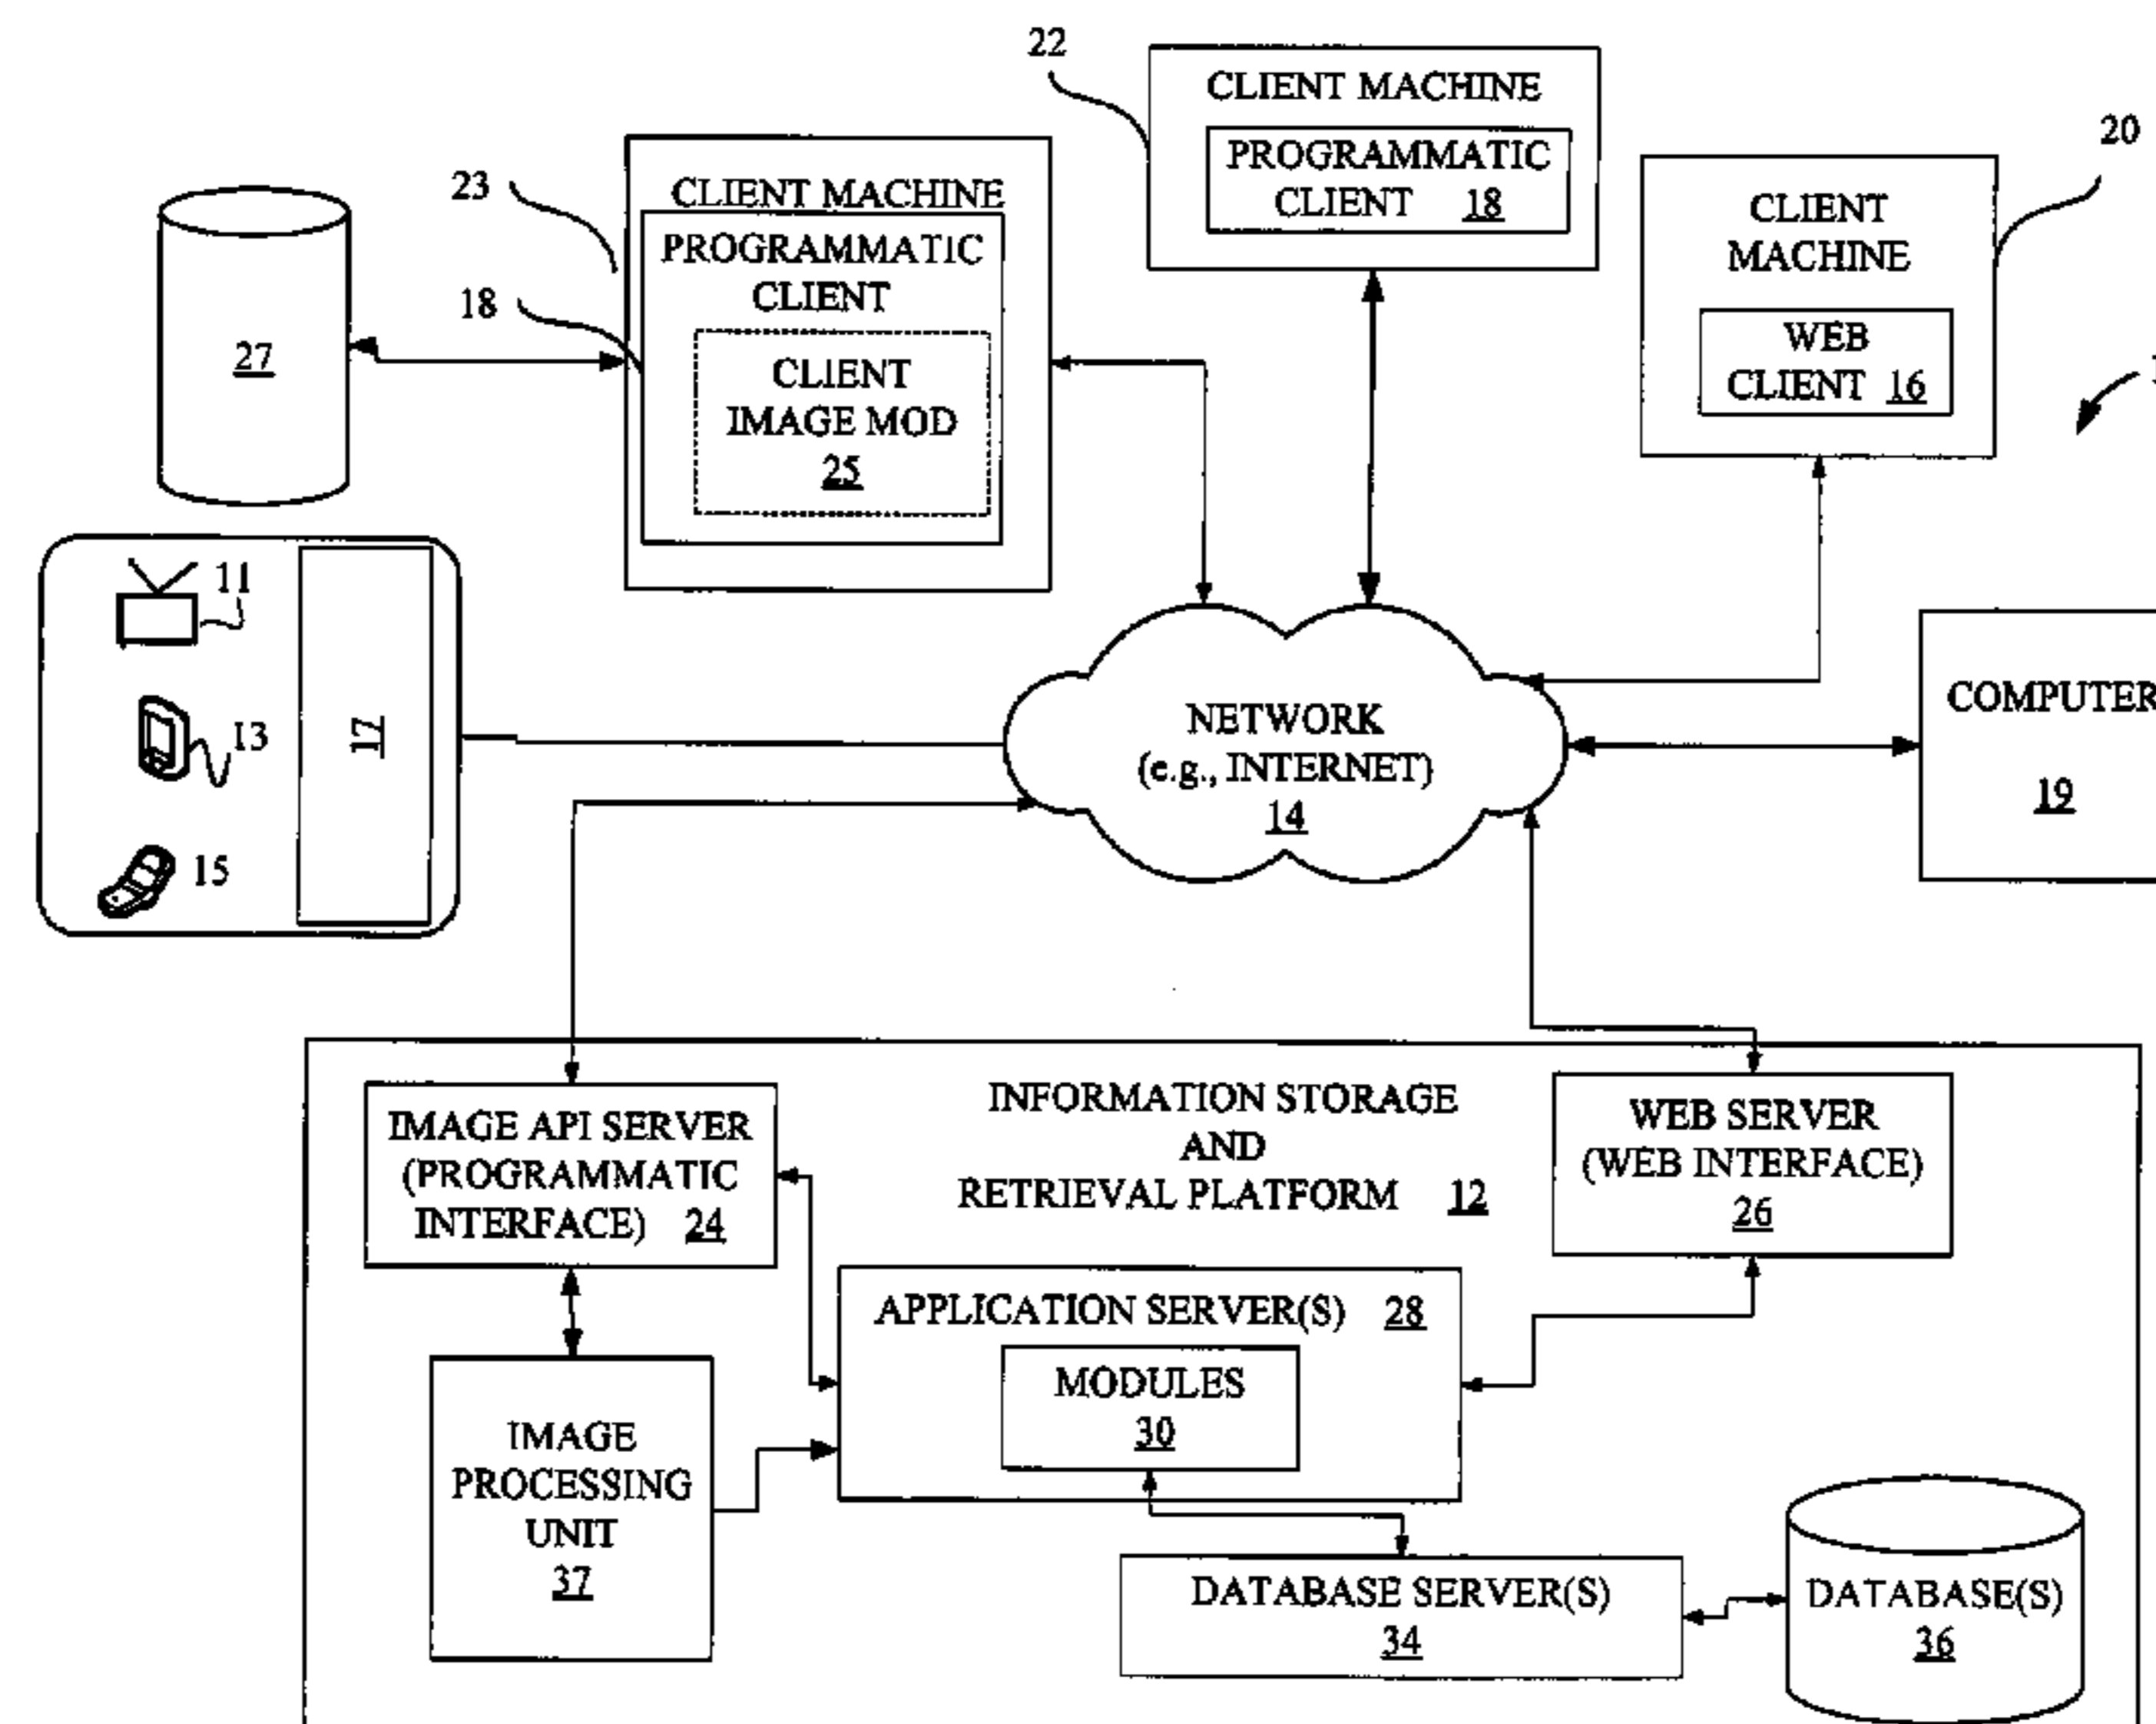 22
CLIENT MACHINE
PROGRAMMATIC
CLIENT 18
20
CLIENT
MACHINE
WEB
CLIENT 16
23
CLIENT MACHINE
PROGRAMMATIC
CLIENT
18
CLIENT
IMAGE MOD
25
27
11
13
15
17
NETWORK
(e.g., INTERNET)
14
COMPUTER
19
IMAGE API SERVER
(PROGRAMMATIC
INTERFACE) 24
INFORMATION STORAGE
AND
RETRIEVAL PLATFORM 12
WEB SERVER
(WEB INTERFACE)
26
APPLICATION SERVER(S) 28
MODULES
30
IMAGE
PROCESSING
UNIT
37
DATABASE SERVER(S)
34
DATABASE(S)
36